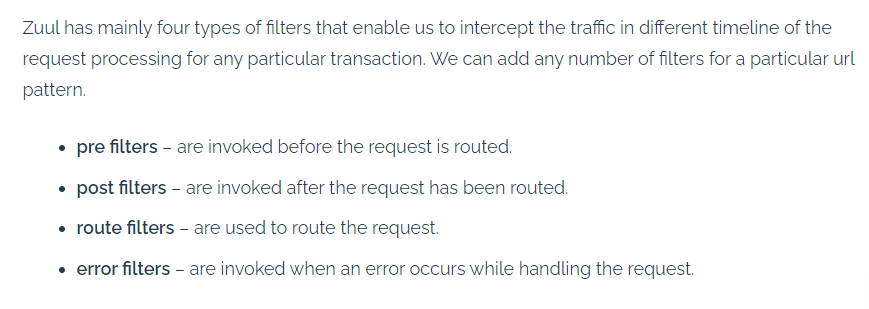 Zuul has mainly four types of filters that enable us to intercept the traffic in different timeline of the
request processing for any particular transaction. We can add any number of filters for a particular url
pattern.
• pre filters – are invoked before the request is routed.
• post filters – are invoked after the request has been routed.
• route filters – are used to route the request.
• error filters – are invoked when an error occurs while handling the request.